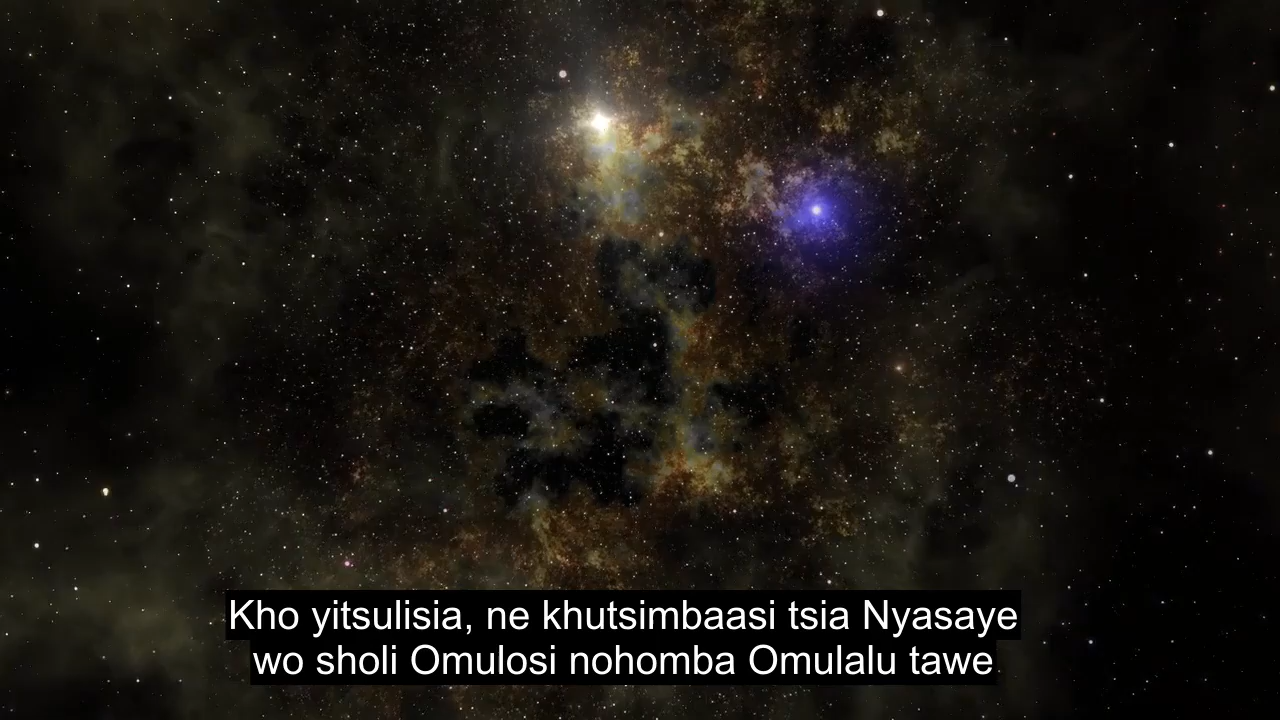 Kho yitsulisia, ne khutsimbaasi tsia Nyasaye
wo sholi Omulosi nohomba Omulalu tawe